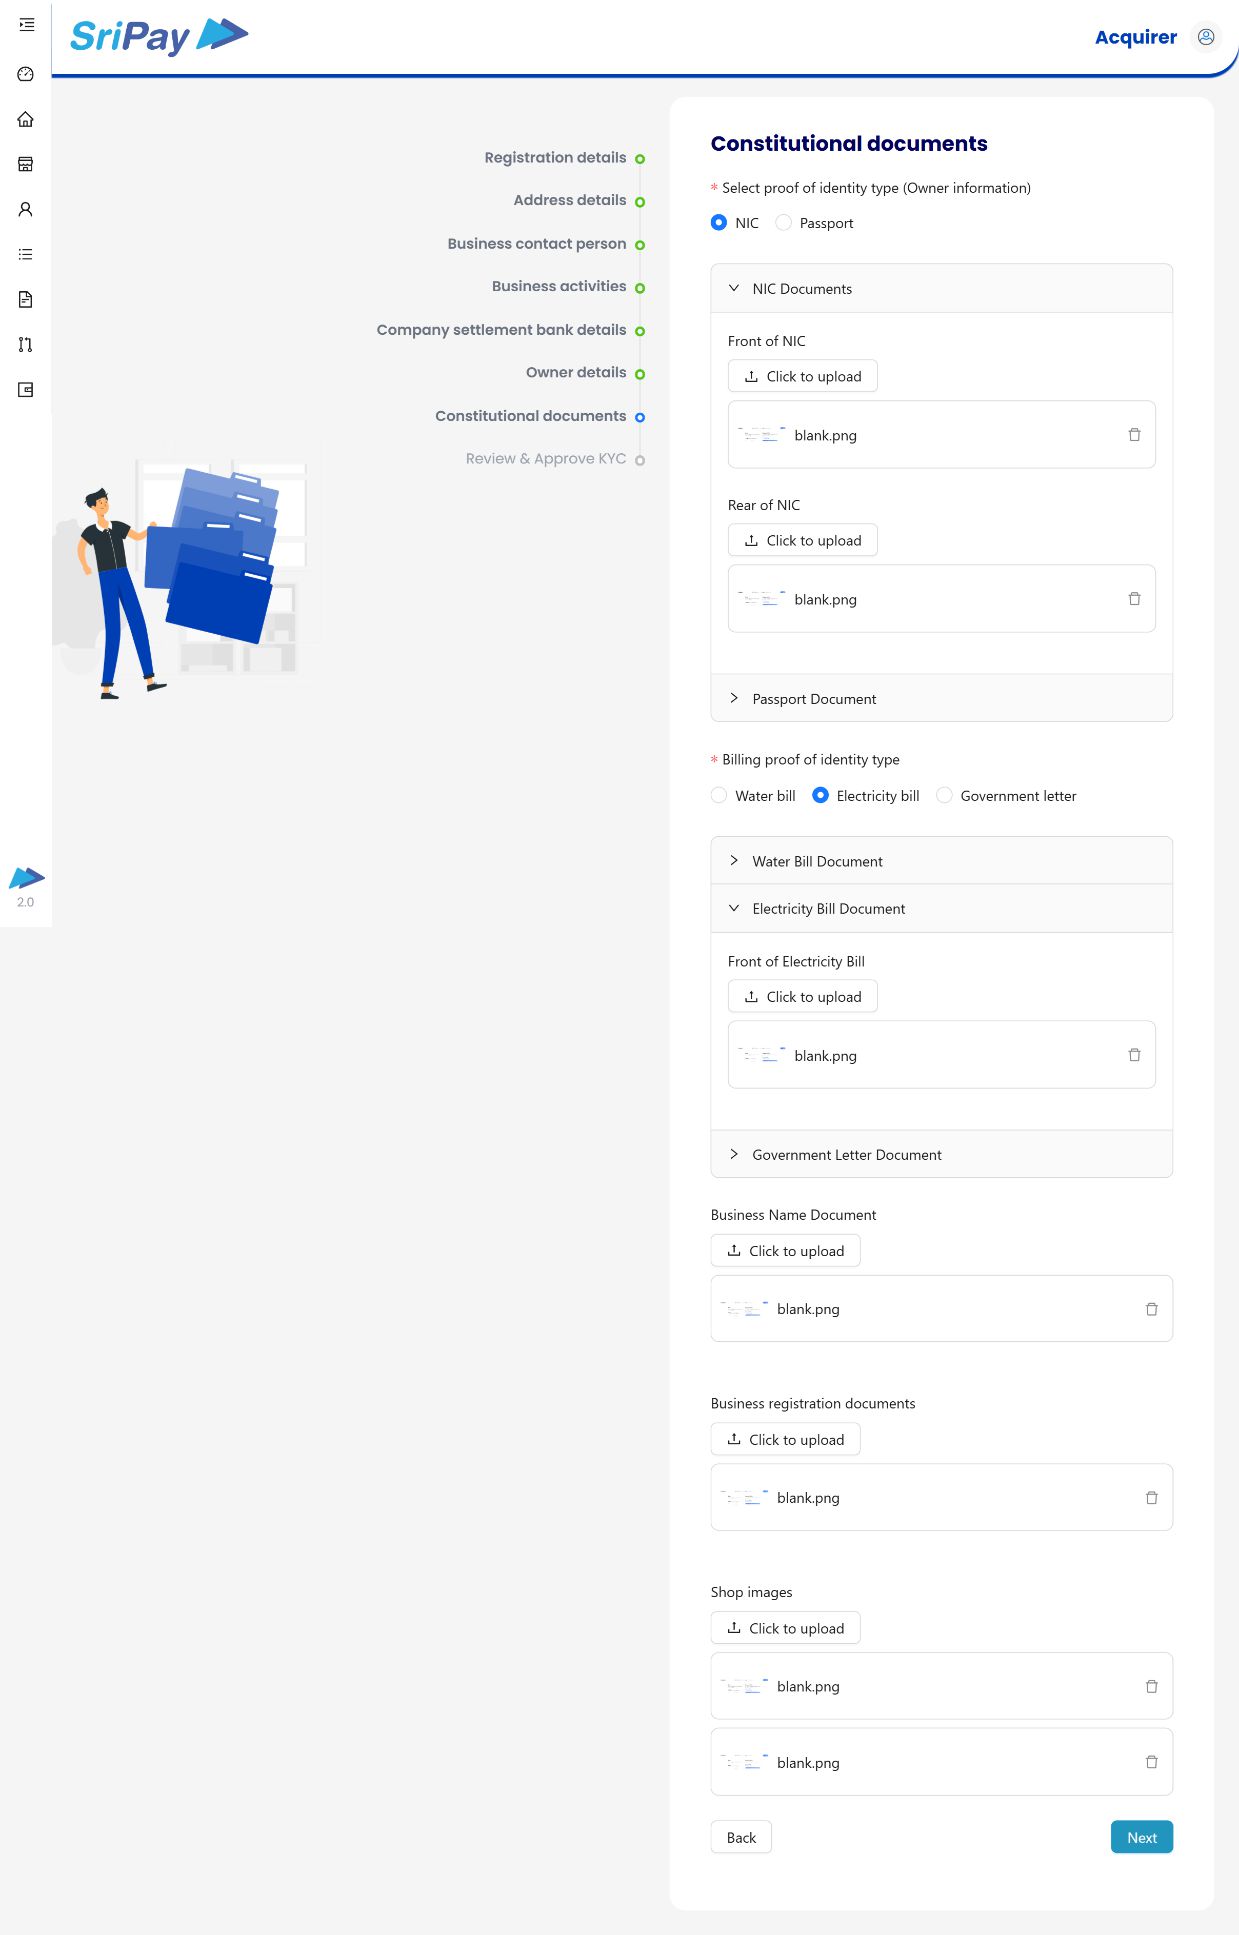 SriPay
Acquirer
Registration details
Address details
Business contact person
Business activities
Company settlement bank details
Owner details
Constitutional documents
Review & Approve KYC
2.0
Constitutional documents
* Select proof of identity type (Owner information)
NIC Passport
NIC Documents
Front of NIC
Click to upload
blank.png
Rear of NIC
Click to upload
blank.png
Passport Document
* Billing proof of identity type
Water bill Electricity bill Government letter
Water Bill Document
Electricity Bill Document
Front of Electricity Bill
Click to upload
blank.png
Government Letter Document
Business Name Document
Click to upload
blank.png
Business registration documents
Click to upload
blank.png
Shop images
Click to upload
blank.png
blank.png
Back Next